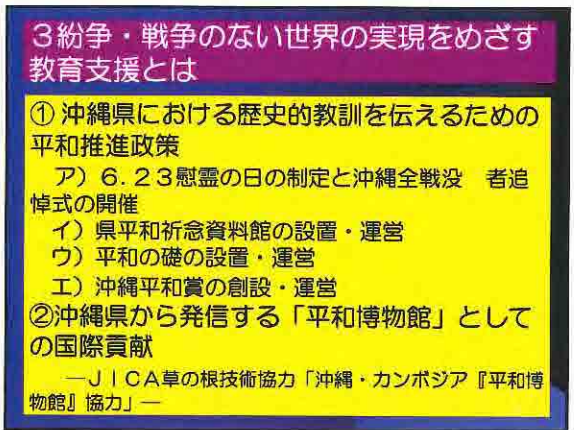 ３紛争・戦争のない世界の実現をめざす
教育支援とは
① 沖縄県における歴史的教訓を伝えるための
平和推進政策
ア）６.２３慰霊の日の制定と沖縄全戦没　者追
悼式の開催
イ）県平和祈念資料館の設置・運営
ウ）平和の礎の設置・運営
エ）沖縄平和賞の創設・運営
②沖縄県から発信する「平和博物館」として
の国際貢献
―ＪＩＣＡ草の根技術協力「沖縄・カンボジア『平和博
物館』協力」―